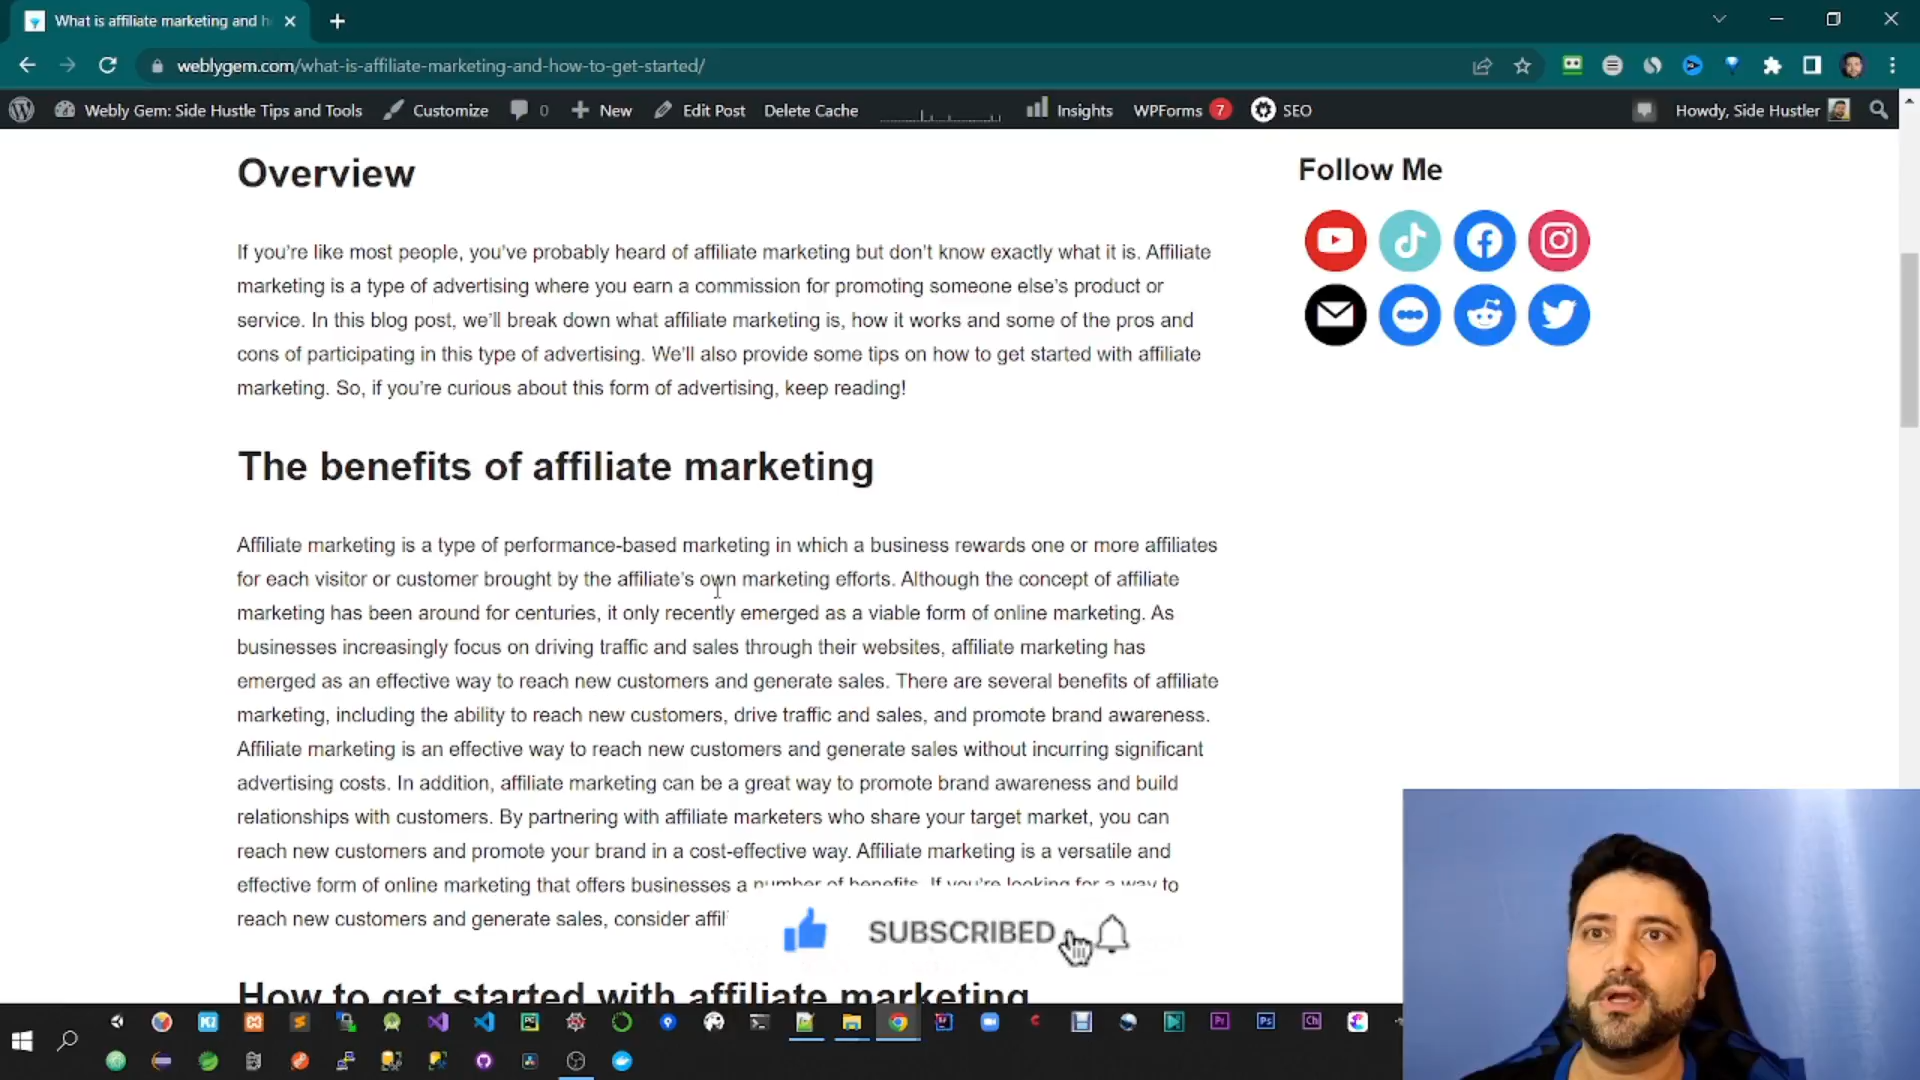 What is affiliate marketing and h
weblygem.com/what-is-affiliate-marketing-and-how-to-get-started/
Webly Gem: Side Hustle Tips and Tools Customize 0 New Edit Post Delete Cache Insights WPForms 7 SEO Howdy, Side Hustler
Overview
Follow Me
If you're like most people, you've probably heard of affiliate marketing but don't know exactly what it is. Affiliate
marketing is a type of advertising where you earn a commission for promoting someone else's product or
service. In this blog post, we'll break down what affiliate marketing is, how it works and some of the pros and
cons of participating in this type of advertising. We'll also provide some tips on how to get started with affiliate
marketing. So, if you're curious about this form of advertising, keep reading!
The benefits of affiliate marketing
Affiliate marketing is a type of performance-based marketing in which a business rewards one or more affiliates
for each visitor or customer brought by the affiliate's own marketing efforts. Although the concept of affiliate
marketing has been around for centuries, it only recently emerged as a viable form of online marketing. As
businesses increasingly focus on driving traffic and sales through their websites, affiliate marketing has
emerged as an effective way to reach new customers and generate sales. There are several benefits of affiliate
marketing, including the ability to reach new customers, drive traffic and sales, and promote brand awareness.
Affiliate marketing is an effective way to reach new customers and generate sales without incurring significant
advertising costs. In addition, affiliate marketing can be a great way to promote brand awareness and build
relationships with customers. By partnering with affiliate marketers who share your target market, you can
reach new customers and promote your brand in a cost-effective way. Affiliate marketing is a versatile and
effective form of online marketing that offers businesses a number of benefits. If you're looking for a way to
reach new customers and generate sales, consider affil
SUBSCRIBED
How to get started with affiliate marketing